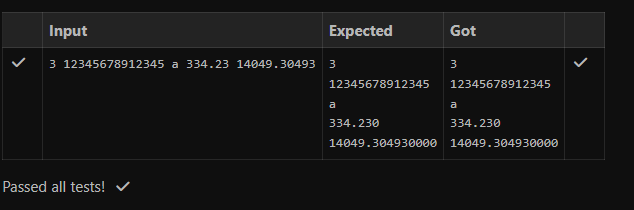 Input Expected Got
3 12345678912345 a 334.23 14049.30493 3 3
12345678912345 12345678912345
a a
334.230 334.230
14049.304930000 14049.304930000
Passed all tests!